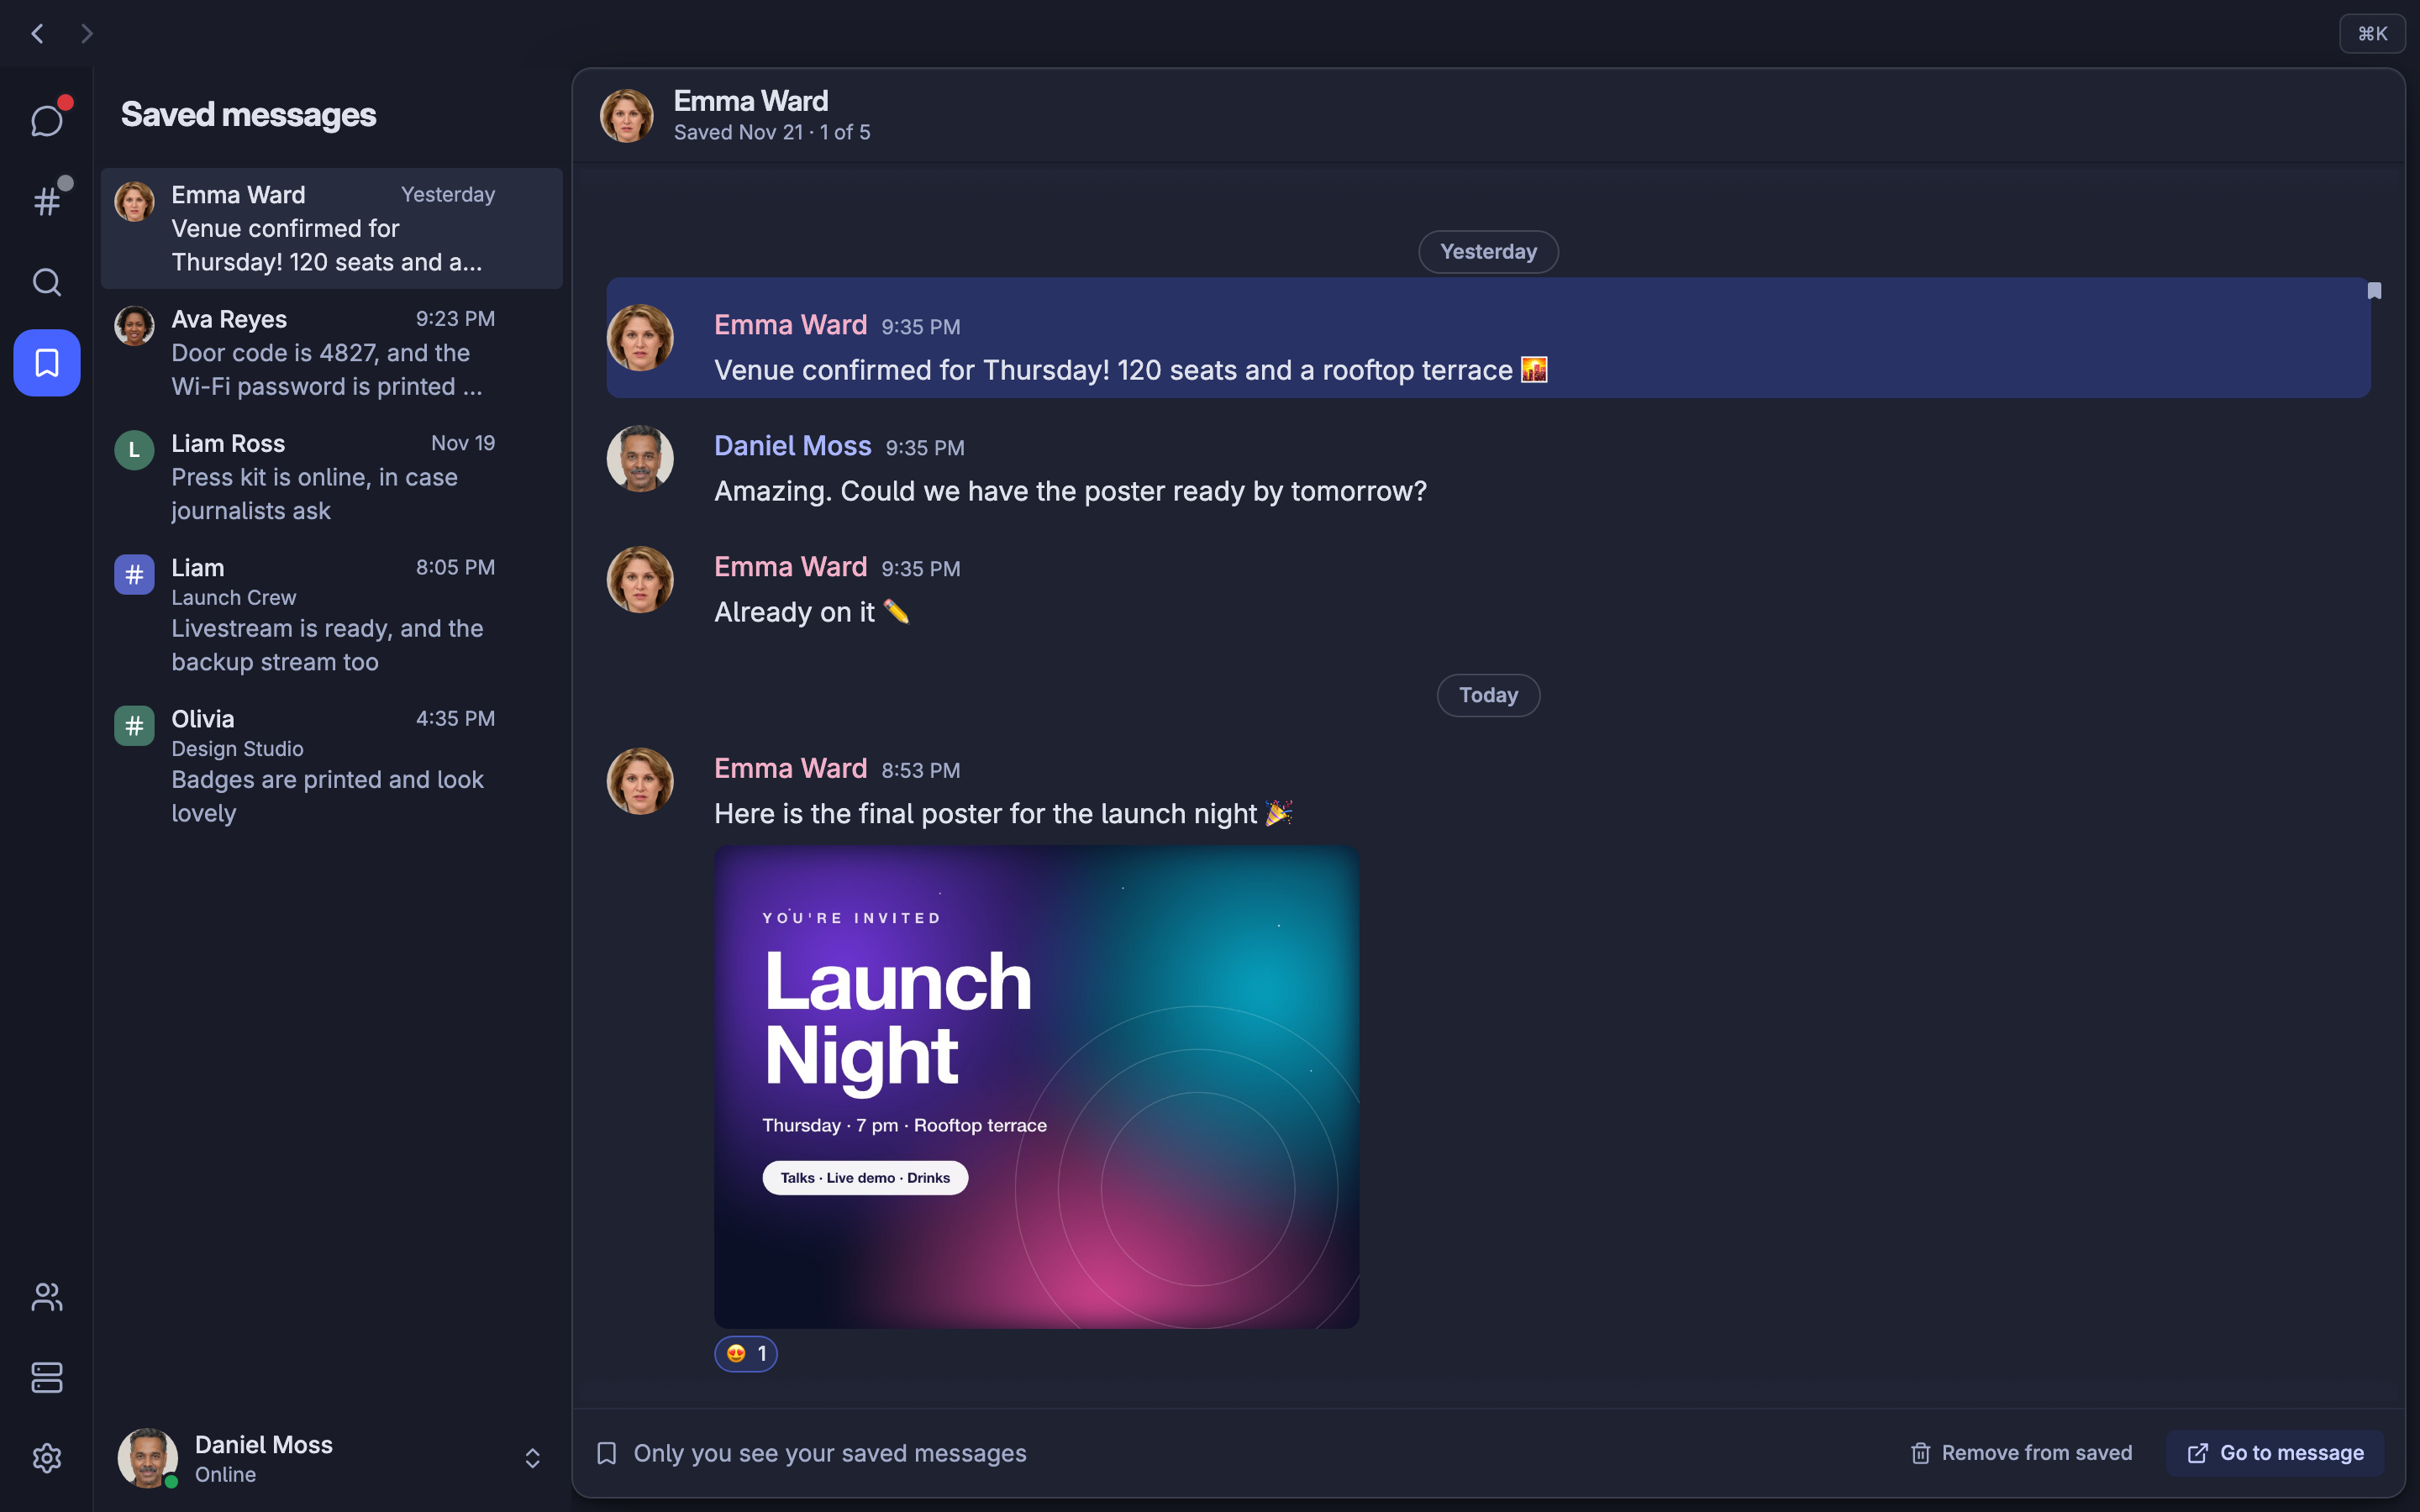 ⌘K
Saved messages
Emma Ward Yesterday
Venue confirmed for
Thursday! 120 seats and a...
Ava Reyes 9:23 PM
Door code is 4827, and the
Wi-Fi password is printed ...
L
Liam Ross Nov 19
Press kit is online, in case
journalists ask
# Liam 8:05 PM
Launch Crew
Livestream is ready, and the
backup stream too
# Olivia 4:35 PM
Design Studio
Badges are printed and look
lovely
Daniel Moss
Online
Emma Ward
Saved Nov 21 · 1 of 5
Yesterday
Emma Ward 9:35 PM
Venue confirmed for Thursday! 120 seats and a rooftop terrace 🌇
Daniel Moss 9:35 PM
Amazing. Could we have the poster ready by tomorrow?
Emma Ward 9:35 PM
Already on it ✏️
Today
Emma Ward 8:53 PM
Here is the final poster for the launch night 🎉
YOU'RE INVITED
Launch
Night
Thursday · 7 pm · Rooftop terrace
Talks · Live demo · Drinks
😍 1
Only you see your saved messages
Remove from saved
Go to message